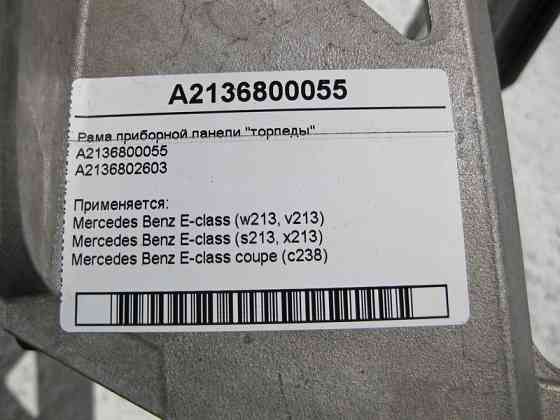 A2136800055
Рама приборной панели "торпеды"
A2136800055
A2136802603
Применяется:
Mercedes Benz E-class (w213, v213)
Mercedes Benz E-class (s213, x213)
Mercedes Benz E-class coupe (c238)